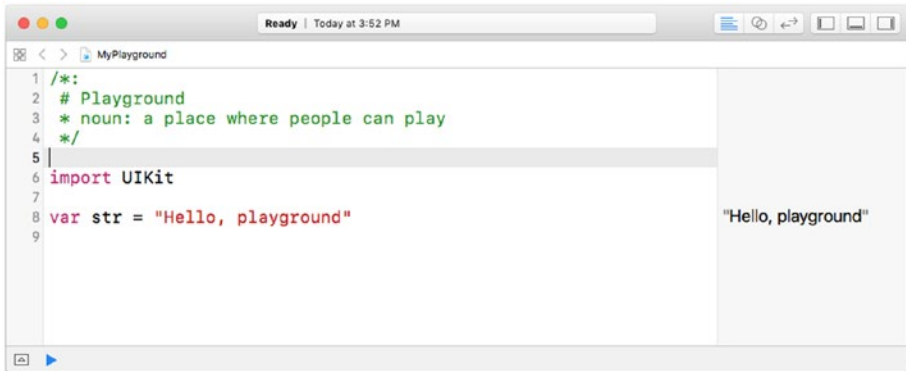 Ready | Today at 3:52 PM
MyPlayground
1 /*:
2 # Playground
3 * noun: a place where people can play
4 */
5
6 import UIKit
7
8 var str = "Hello, playground" "Hello, playground"
9